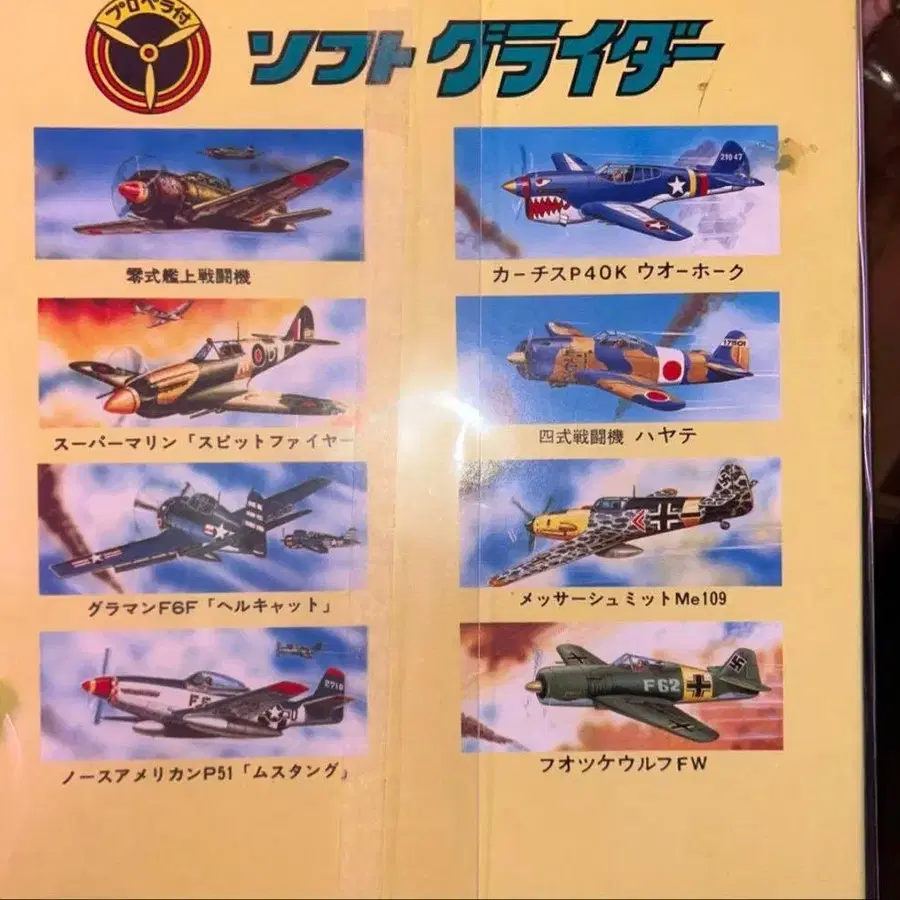 プロペラ付
ソフトグライダー
零式艦上戦闘機
カーチスP40K ウオーホーク
スーパーマリン「スピットファイヤー
四式戦闘機 ハヤテ
グラマンF6F「ヘルキャット」
メッサーシュミットMe109
ノースアメリカンP51「ムスタング」
フオツケウルフFW
21047
2710
F62